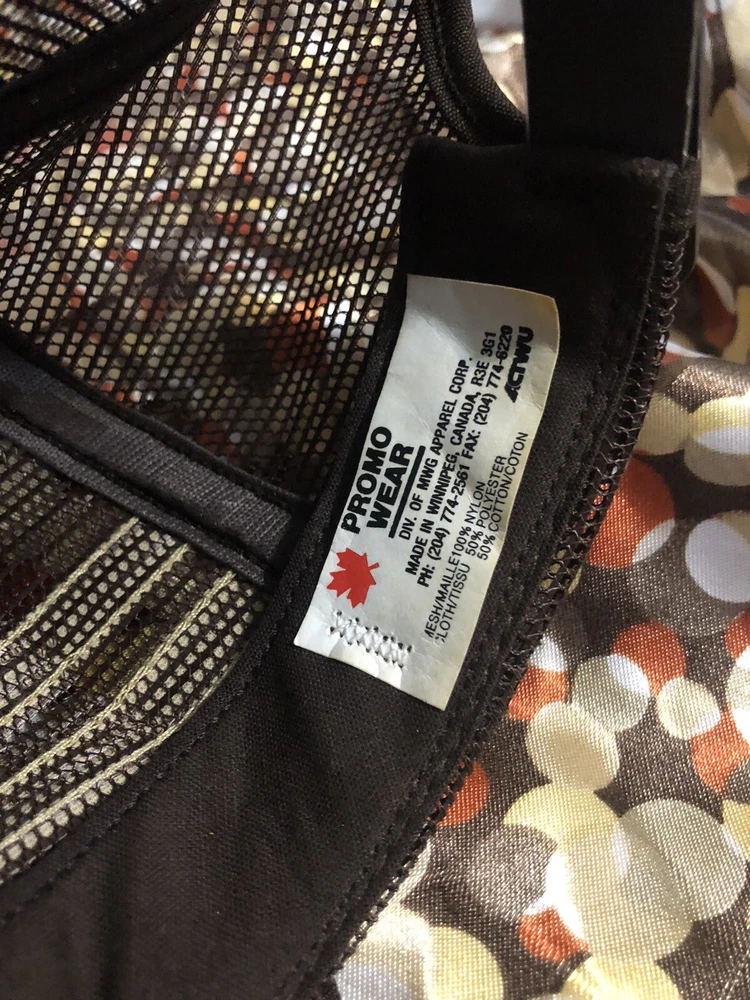 PROMO
WEAR
DIV. OF MWG APPAREL CORP.
MADE IN WINNIPEG, CANADA, R3E 3G1
PH: (204) 774-2561 FAX: (204) 774-6220
MESH/MAILLE 100% NYLON
CLOTH/TISSU 50% POLYESTER
50% COTTON/COTON
ACTWU